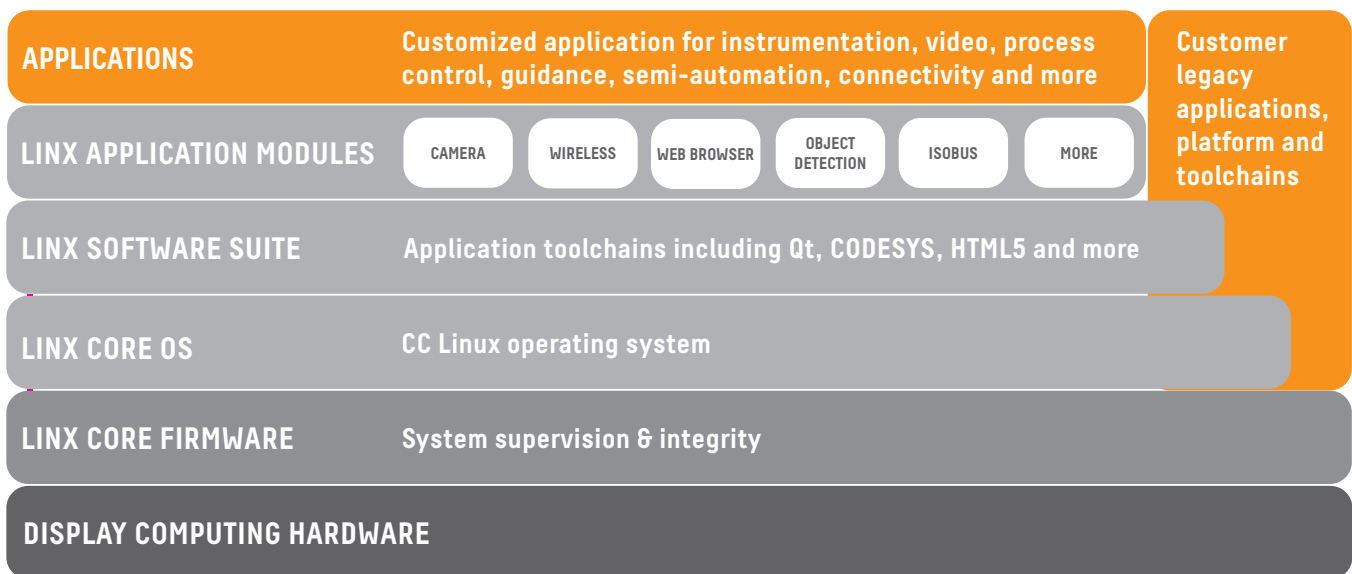 APPLICATIONS
Customized application for instrumentation, video, process
control, guidance, semi-automation, connectivity and more
Customer
legacy
applications,
platform and
toolchains
LINX APPLICATION MODULES
CAMERA
WIRELESS
WEB BROWSER
OBJECT
DETECTION
ISOBUS
MORE
LINX SOFTWARE SUITE
Application toolchains including Qt, CODESYS, HTML5 and more
LINX CORE OS
CC Linux operating system
LINX CORE FIRMWARE
System supervision & integrity
DISPLAY COMPUTING HARDWARE